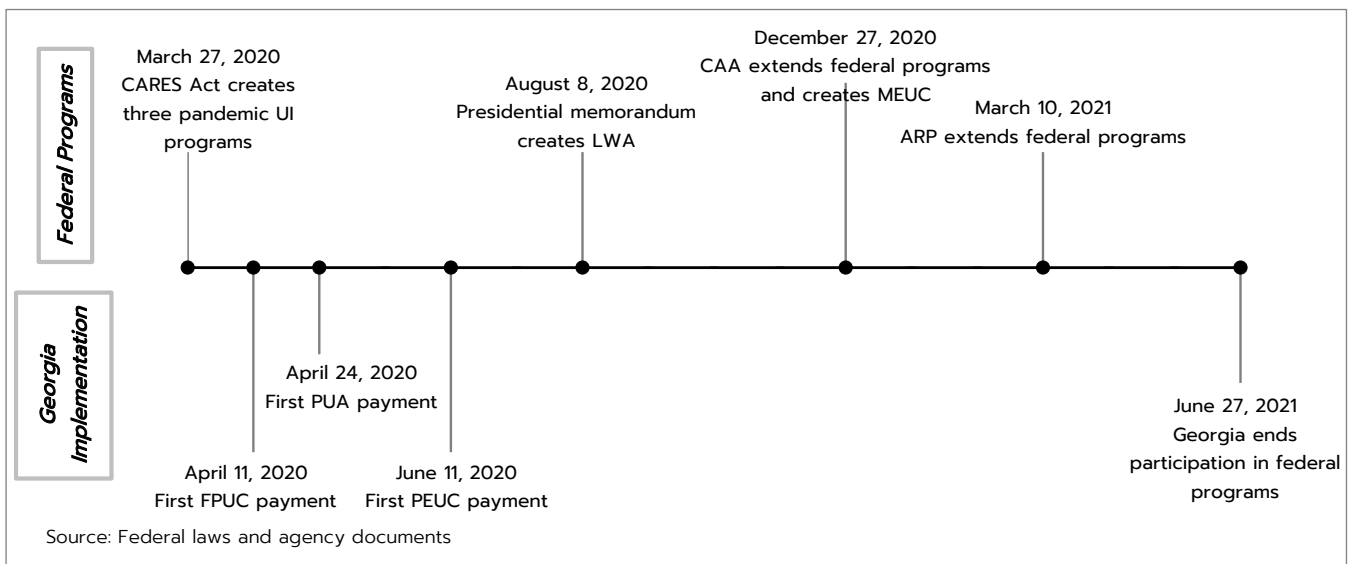 Federal Programs
March 27, 2020
CARES Act creates
three pandemic UI
programs
August 8, 2020
Presidential memorandum
creates LWA
December 27, 2020
CAA extends federal programs
and creates MEUC
March 10, 2021
ARP extends federal programs
Georgia
Implementation
April 11, 2020
First FPUC payment
April 24, 2020
First PUA payment
June 11, 2020
First PEUC payment
June 27, 2021
Georgia ends
participation in federal
programs
Source: Federal laws and agency documents